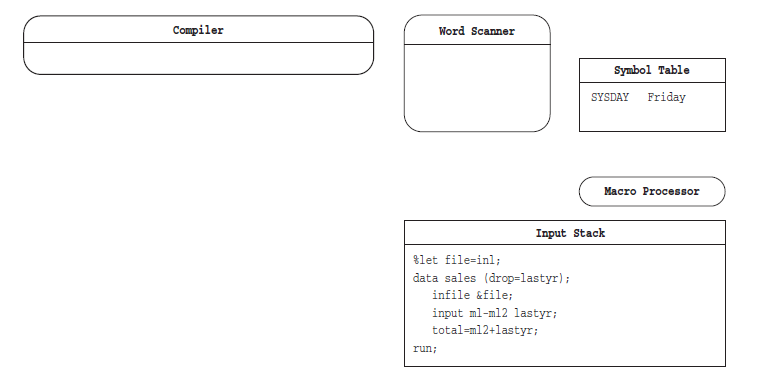 Compiler
Word Scanner
Symbol Table
SYSDAY Friday
Macro Processor
Input Stack
%let file=inl;
data sales (drop=lastyr);
infile &file;
input ml-ml2 lastyr;
total=ml2+lastyr;
run;